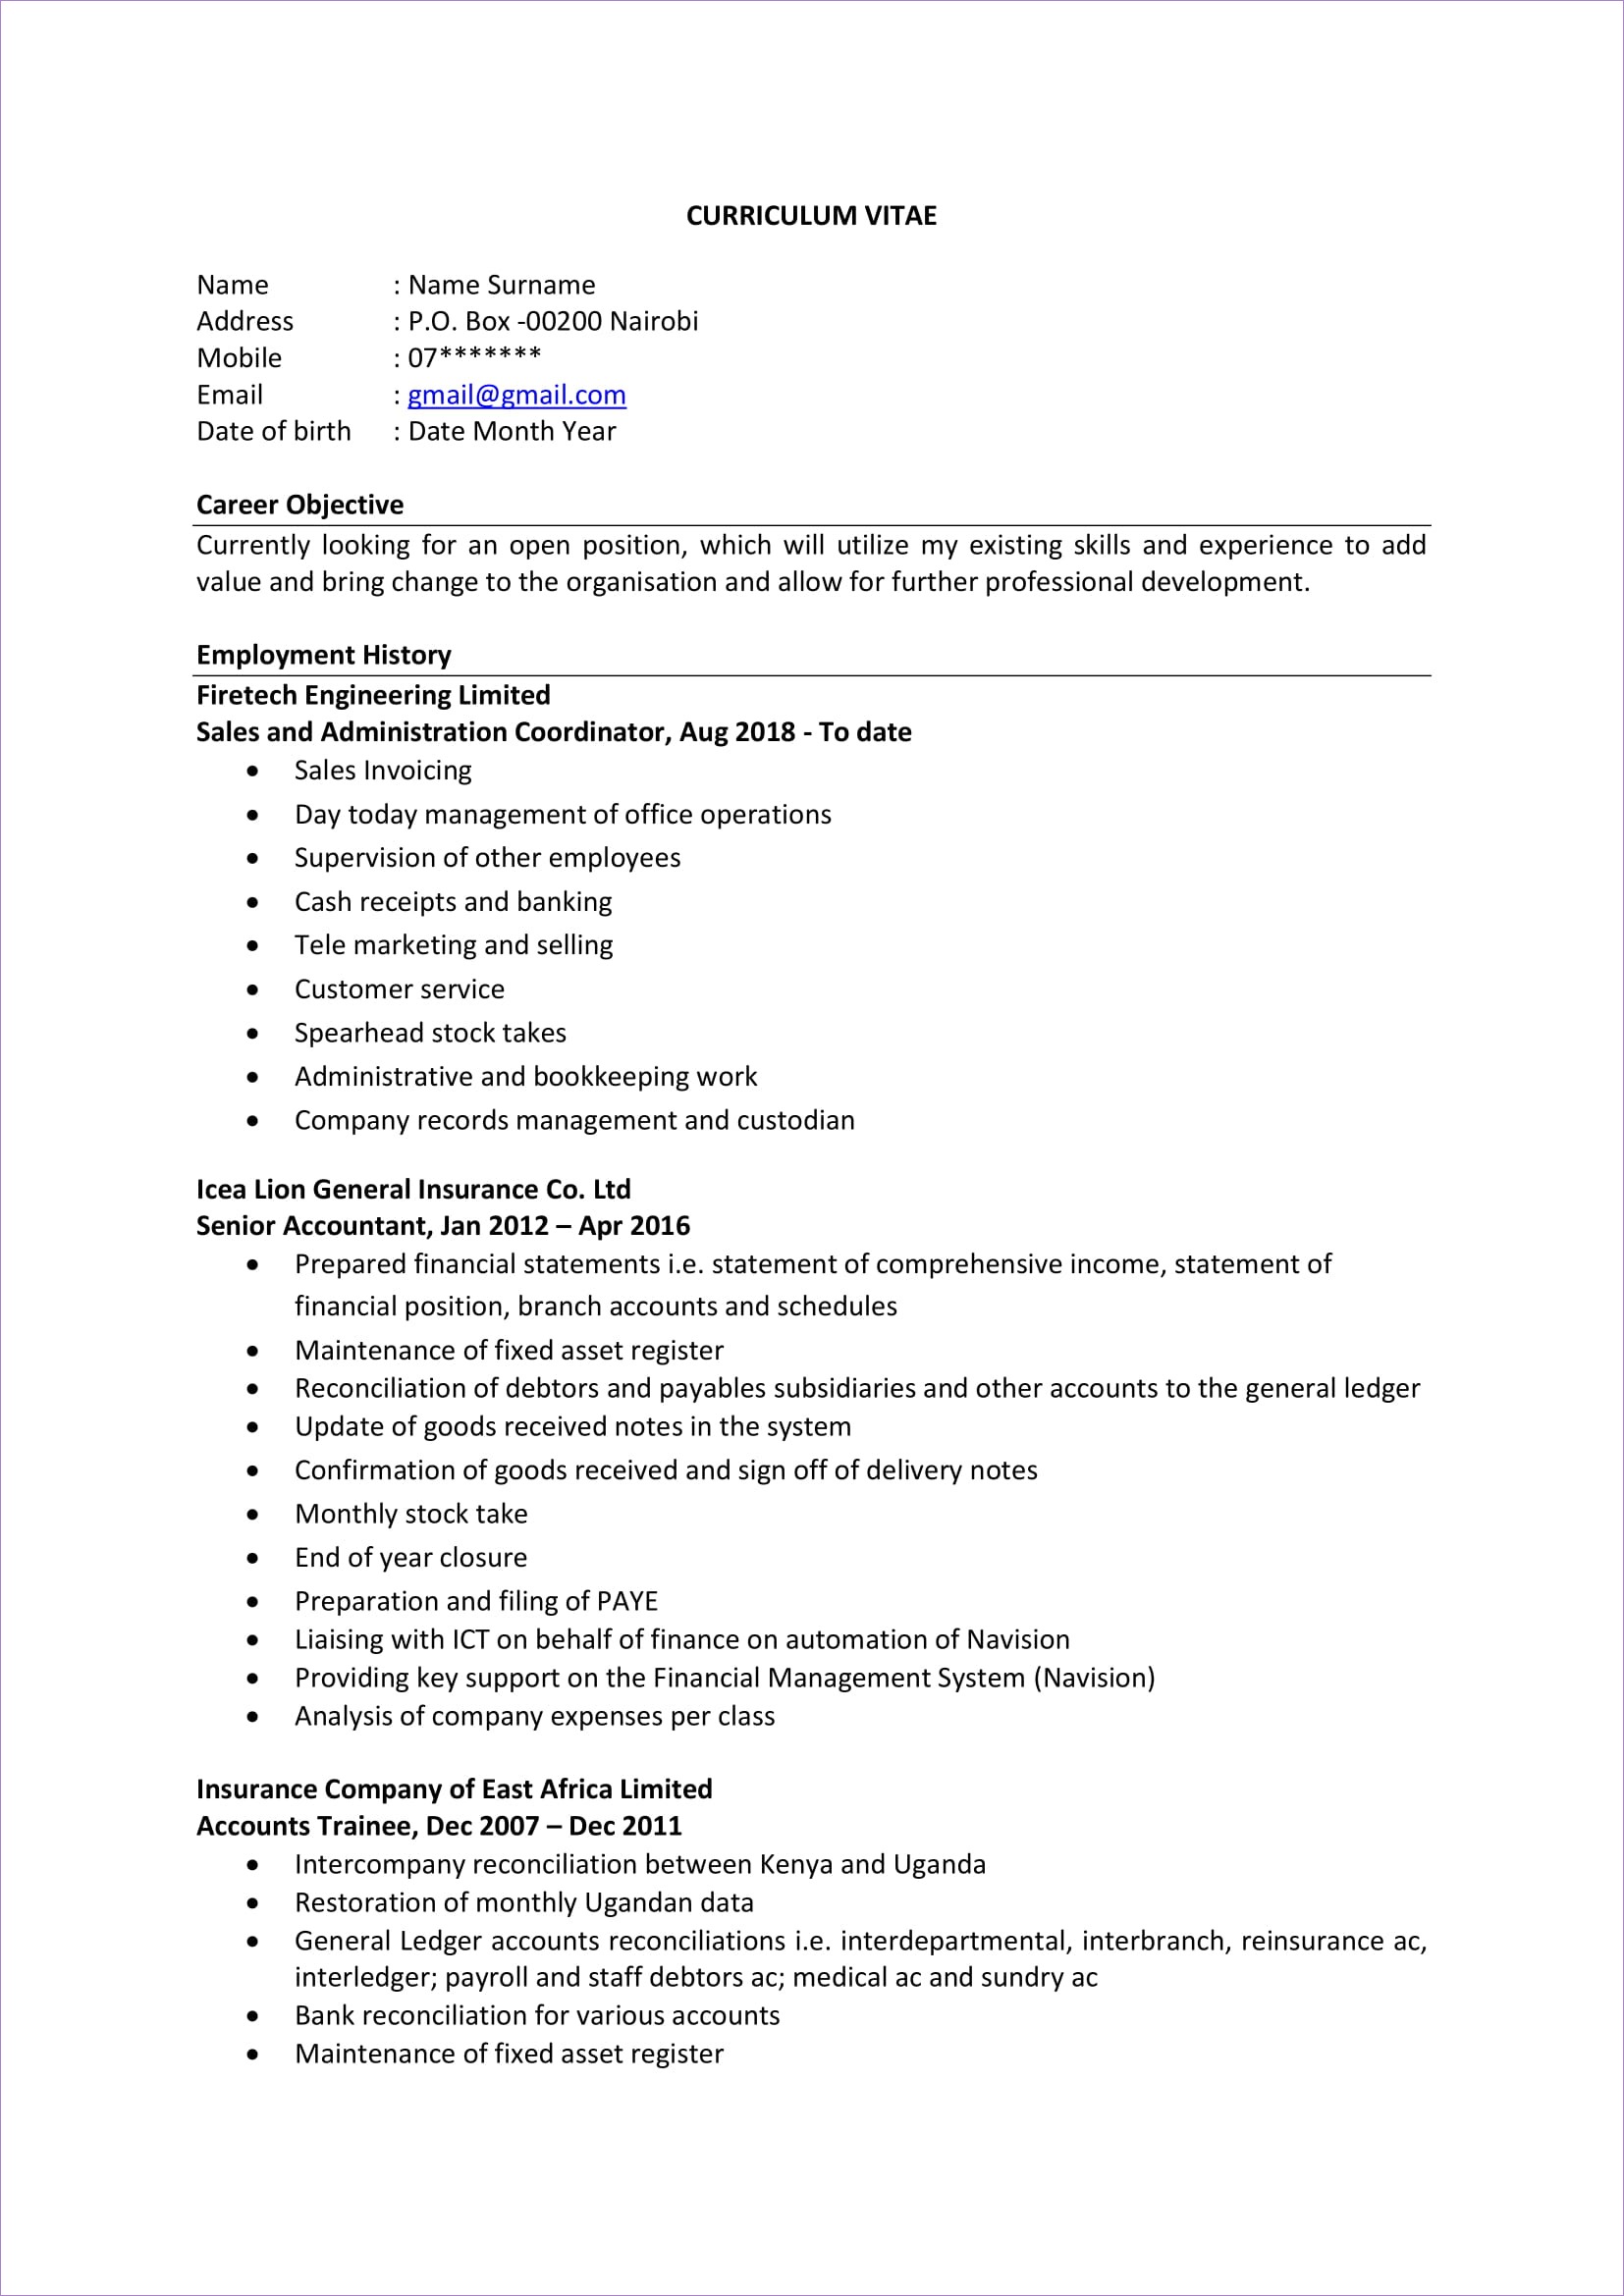 CURRICULUM VITAE
Name : Name Surname
Address : P.O. Box -00200 Nairobi
Mobile : 07*******
Email : gmail@gmail.com
Date of birth : Date Month Year
Career Objective
Currently looking for an open position, which will utilize my existing skills and experience to add
value and bring change to the organisation and allow for further professional development.
Employment History
Firetech Engineering Limited
Sales and Administration Coordinator, Aug 2018 - To date
• Sales Invoicing
• Day today management of office operations
• Supervision of other employees
• Cash receipts and banking
• Tele marketing and selling
• Customer service
• Spearhead stock takes
• Administrative and bookkeeping work
• Company records management and custodian
Icea Lion General Insurance Co. Ltd
Senior Accountant, Jan 2012 – Apr 2016
• Prepared financial statements i.e. statement of comprehensive income, statement of
financial position, branch accounts and schedules
• Maintenance of fixed asset register
• Reconciliation of debtors and payables subsidiaries and other accounts to the general ledger
• Update of goods received notes in the system
• Confirmation of goods received and sign off of delivery notes
• Monthly stock take
• End of year closure
• Preparation and filing of PAYE
• Liaising with ICT on behalf of finance on automation of Navision
• Providing key support on the Financial Management System (Navision)
• Analysis of company expenses per class
Insurance Company of East Africa Limited
Accounts Trainee, Dec 2007 – Dec 2011
• Intercompany reconciliation between Kenya and Uganda
• Restoration of monthly Ugandan data
• General Ledger accounts reconciliations i.e. interdepartmental, interbranch, reinsurance ac,
interledger; payroll and staff debtors ac; medical ac and sundry ac
• Bank reconciliation for various accounts
• Maintenance of fixed asset register